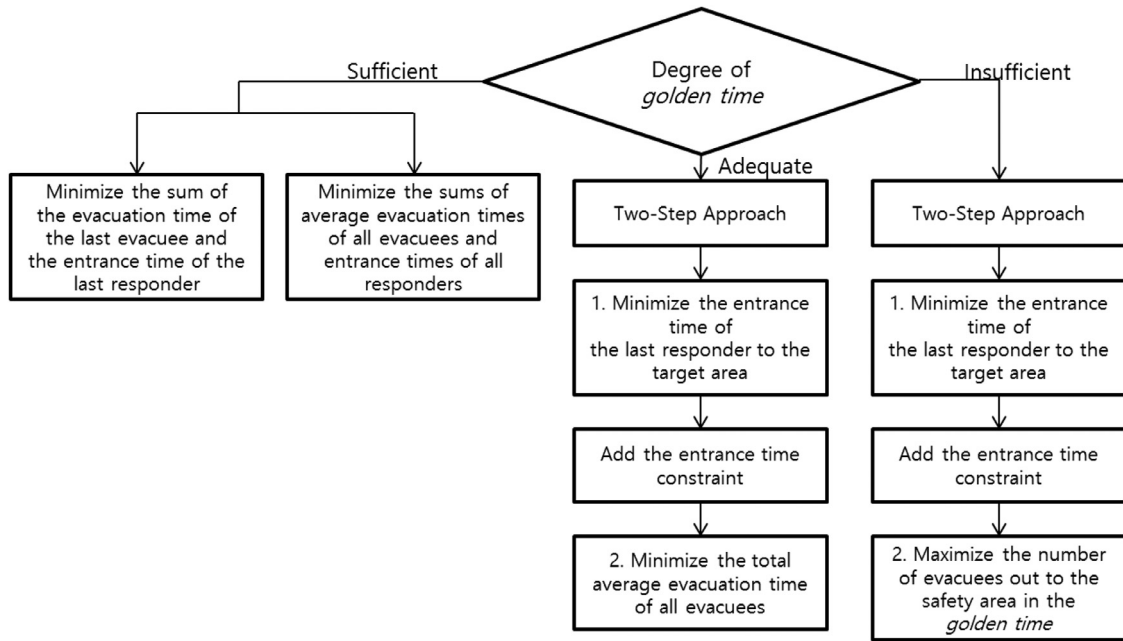 Degree of
golden time
Sufficient
Insufficient
Adequate
Minimize the sum of
the evacuation time of
the last evacuee and
the entrance time of the
last responder
Minimize the sums of
average evacuation times
of all evacuees and
entrance times of all
responders
Two-Step Approach
1. Minimize the entrance
time of
the last responder to the
target area
Add the entrance time
constraint
2. Minimize the total
average evacuation time
of all evacuees
Two-Step Approach
1. Minimize the entrance
time of
the last responder to the
target area
Add the entrance time
constraint
2. Maximize the number
of evacuees out to the
safety area in the
golden time